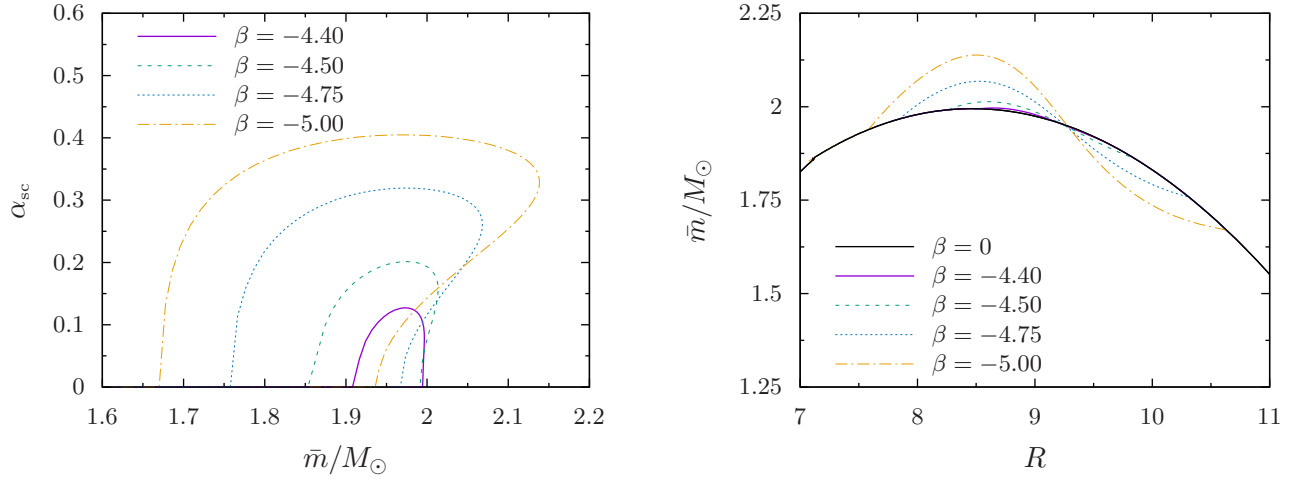 0.6
0.5
0.4
0.3
0.2
0.1
0
α_sc
β = −4.40
β = −4.50
β = −4.75
β = −5.00
1.6 1.7 1.8 1.9 2 2.1 2.2
m̄/M⊙
2.25
2
1.75
1.5
1.25
m̄/M⊙
β = 0
β = −4.40
β = −4.50
β = −4.75
β = −5.00
7 8 9 10 11
R